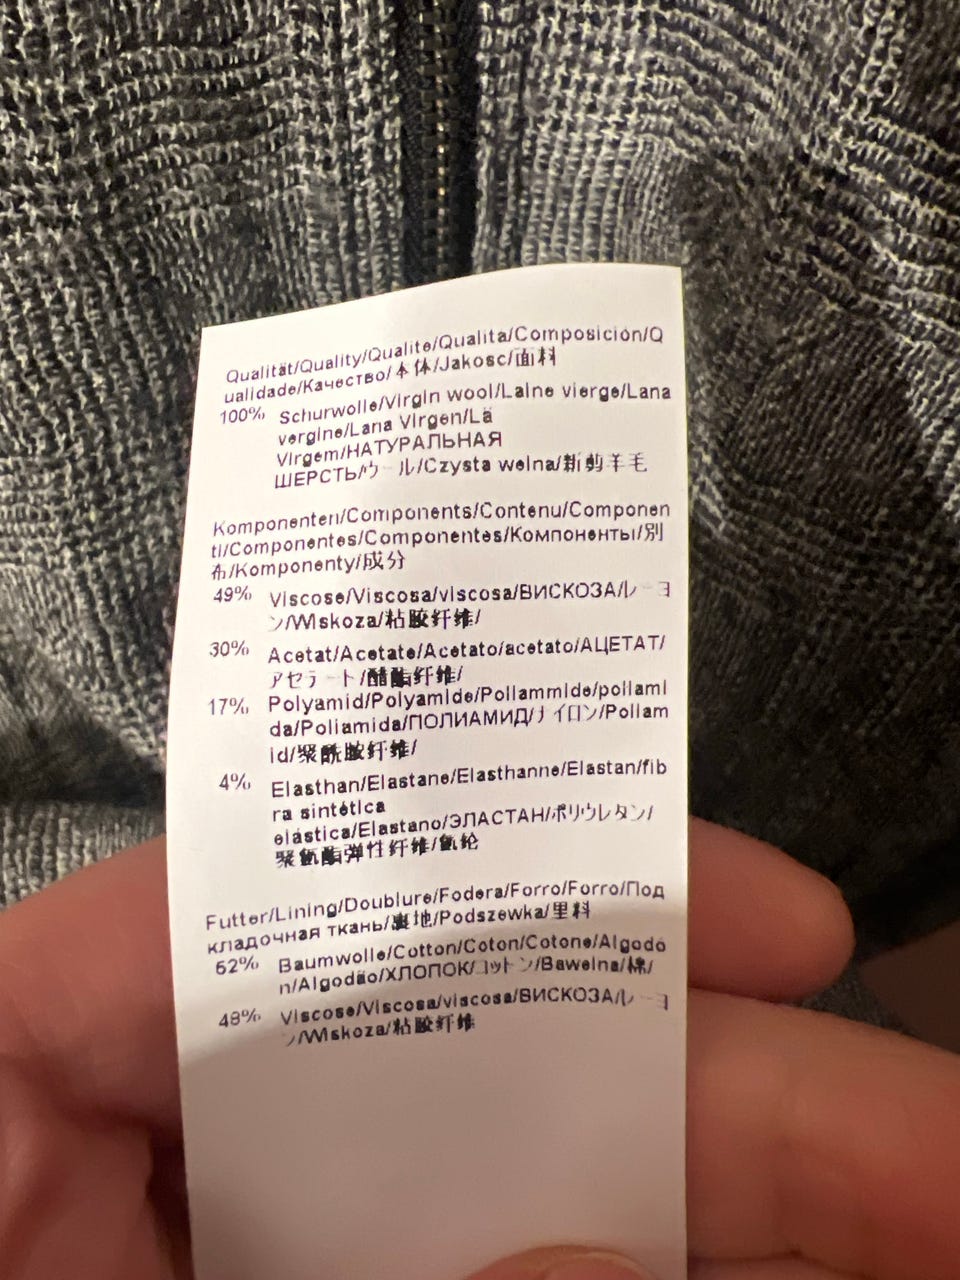 Qualität/Quality/Qualite/Qualita/Composición/Q
ualidade/Качество/本体/Jakosc/面料
100% Schurwolle/Virgin wool/Laine vierge/Lana
vergine/Lana Virgen/Lã
Virgem/НАТУРАЛЬНАЯ
ШЕРСТЬ/ウール/Czysta welna/新剪羊毛
Komponenten/Components/Contenu/Componen
ti/Componentes/Componentes/Компоненты/別
布/Komponenty/成分
49% Viscose/Viscosa/viscosa/ВИСКОЗА/レーヨ
ン/Wiskoza/粘胶纤维/
30% Acetat/Acetate/Acetato/acetato/АЦЕТАТ/
アセテート/醋酯纤维/
17% Polyamid/Polyamide/Poliammide/poliami
da/Poliamida/ПОЛИАМИД/ナイロン/Poliam
id/聚酰胺纤维/
4% Elasthan/Elastane/Elasthanne/Elastan/fib
ra sintética
elástica/Elastano/ЭЛАСТАН/ポリウレタン/
聚氨酯弹性纤维/氨纶
Futter/Lining/Doublure/Fodera/Forro/Forro/Под
кладочная ткань/裏地/Podszewka/里料
52% Baumwolle/Cotton/Coton/Cotone/Algodó
n/Algodão/ХЛОПОК/コットン/Bawelna/棉/
48% Viscose/Viscosa/viscosa/ВИСКОЗА/レーヨ
ン/Wiskoza/粘胶纤维